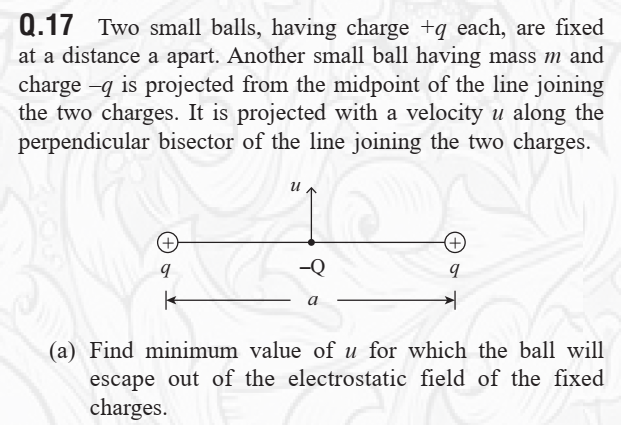 Q.17 Two small balls, having charge +q each, are fixed
at a distance a apart. Another small ball having mass m and
charge –q is projected from the midpoint of the line joining
the two charges. It is projected with a velocity u along the
perpendicular bisector of the line joining the two charges.
u
+ +
q –Q q
a
(a) Find minimum value of u for which the ball will
escape out of the electrostatic field of the fixed
charges.